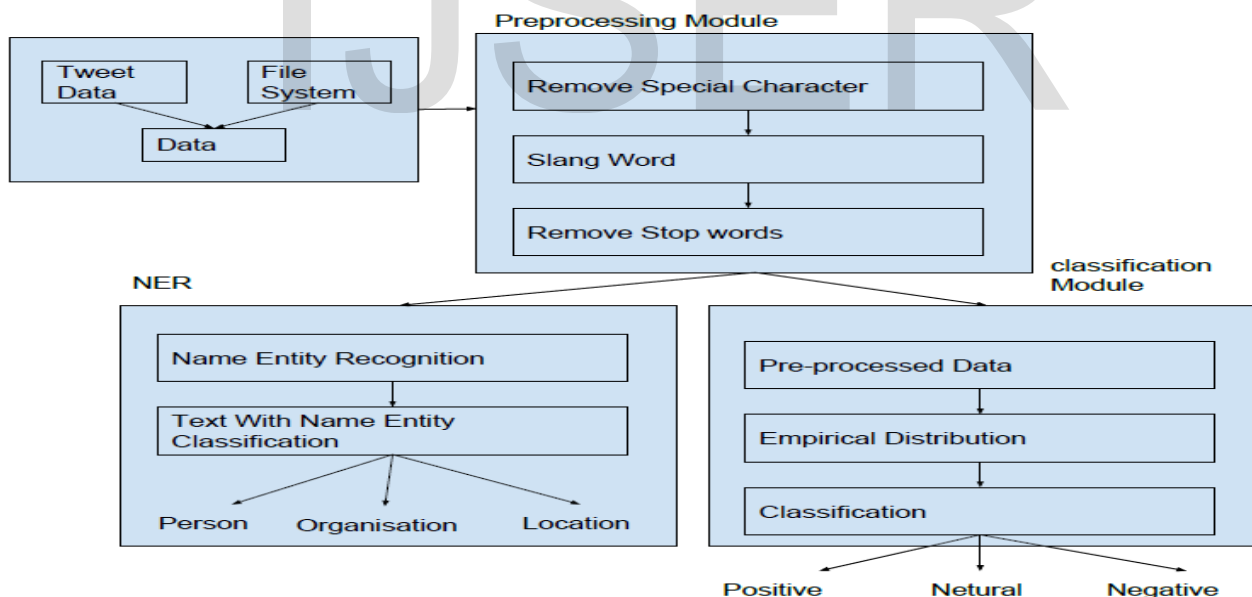 IJSER
Preprocessing Module
Tweet
Data
File
System
Data
Remove Special Character
Slang Word
Remove Stop words
NER
Name Entity Recognition
Text With Name Entity
Classification
Person
Organisation
Location
classification
Module
Pre-processed Data
Empirical Distribution
Classification
Positive
Netural
Negative